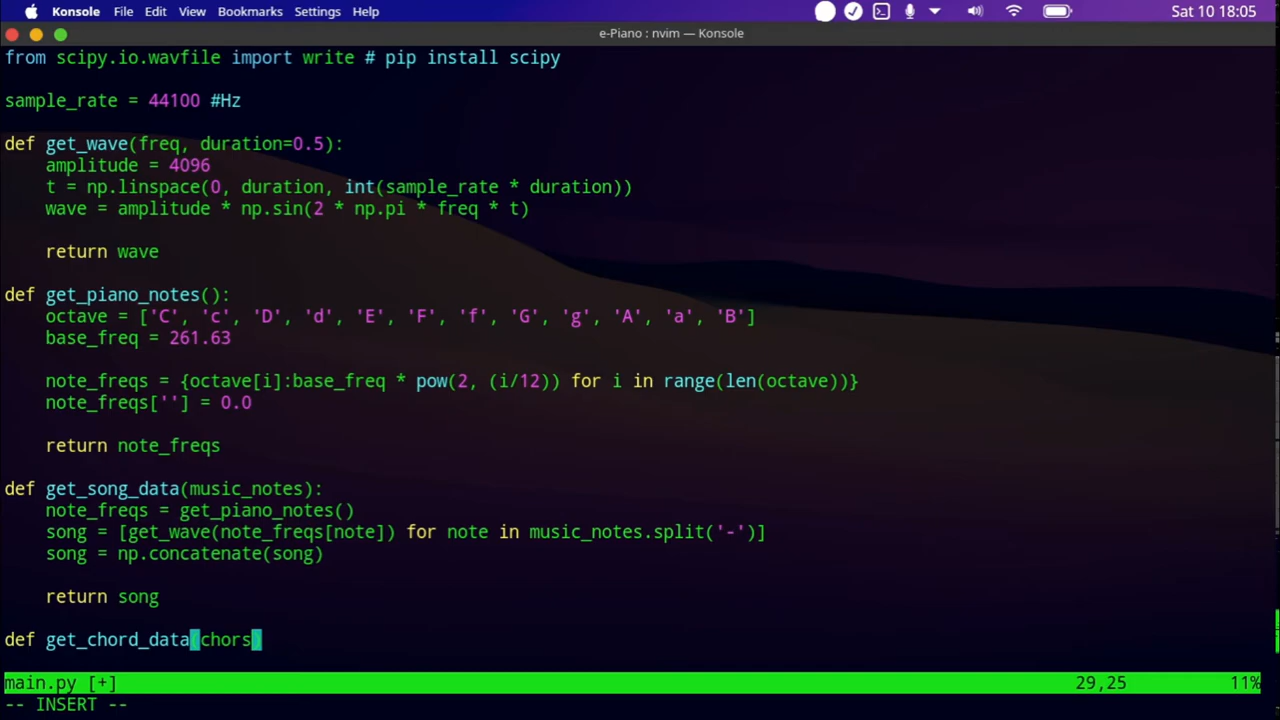 Konsole File Edit View Bookmarks Settings Help Sat 10 18:05
e-Piano : nvim — Konsole
from scipy.io.wavfile import write # pip install scipy
sample_rate = 44100 #Hz
def get_wave(freq, duration=0.5):
    amplitude = 4096
    t = np.linspace(0, duration, int(sample_rate * duration))
    wave = amplitude * np.sin(2 * np.pi * freq * t)
    return wave
def get_piano_notes():
    octave = ['C', 'c', 'D', 'd', 'E', 'F', 'f', 'G', 'g', 'A', 'a', 'B']
    base_freq = 261.63
    note_freqs = {octave[i]:base_freq * pow(2, (i/12)) for i in range(len(octave))}
    note_freqs[''] = 0.0
    return note_freqs
def get_song_data(music_notes):
    note_freqs = get_piano_notes()
    song = [get_wave(note_freqs[note]) for note in music_notes.split('-')]
    song = np.concatenate(song)
    return song
def get_chord_data(chors)
main.py [+] 29,25 11%
-- INSERT --